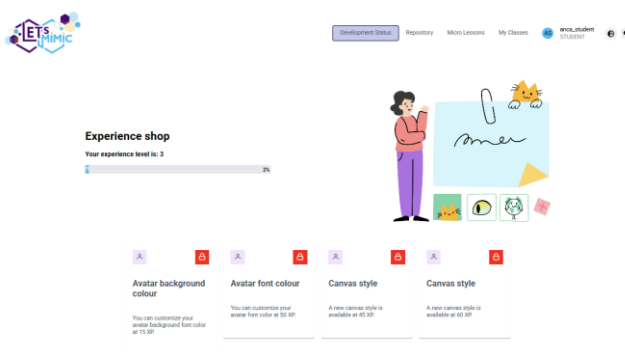 LET's
MIMIC
Development Status
Repository
Micro Lessons
My Classes
AS
anca_student
STUDENT
Experience shop
Your experience level is: 3
2%
Avatar background
colour
You can customize your
avatar background font color
at 15 XP.
Avatar font colour
You can customize your
avatar font color at 50 XP.
Canvas style
A new canvas style is
available at 45 XP.
Canvas style
A new canvas style is
available at 60 XP.